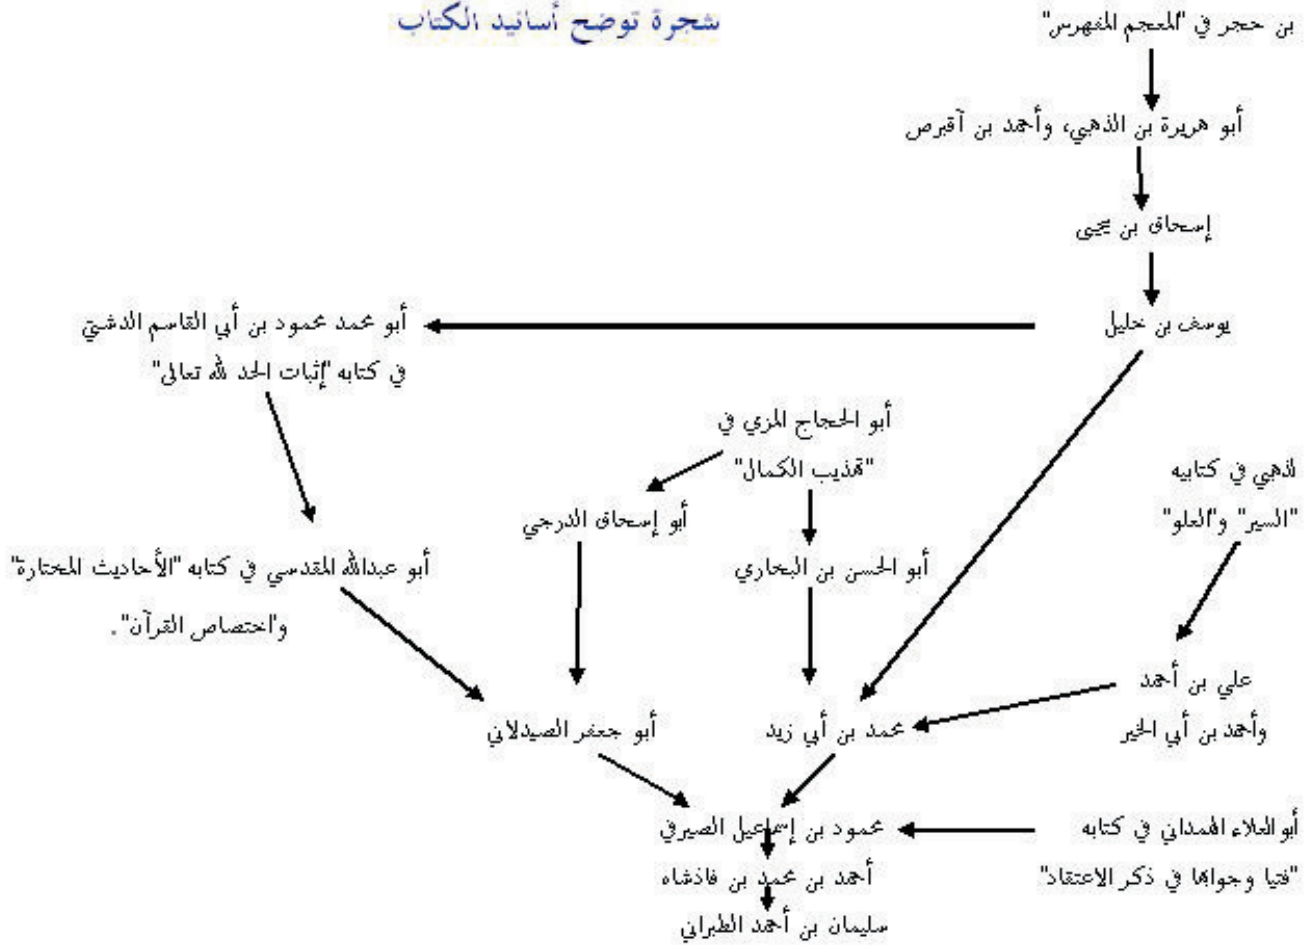 شجرة توضح أسانيد الكتاب
بن حجر في "المعجم المفهرس"
أبو هريرة بن الذهبي، وأحمد بن آقبرص
إسحاق بن يحيى
يوسف بن خليل
أبو محمد محمود بن أبي القاسم الدشتي
في كتابه "إثبات الحد لله تعالى"
أبو الحجاج المزي في
"تهذيب الكمال"
لذهبي في كتابيه
"السير" و"العلو"
أبو إسحاق الدرجي
أبو الحسن بن البخاري
أبو عبدالله المقدسي في كتابه "الأحاديث المختارة"
و"اختصاص القرآن".
علي بن أحمد
وأحمد بن أبي الخير
محمد بن أبي زيد
أبو جعفر الصيدلاني
محمود بن إسماعيل الصيرفي
أبو العلاء الهمداني في كتابه
"فتيا وجوابها في ذكر الاعتقاد"
أحمد بن محمد بن فاذشاه
سليمان بن أحمد الطبراني